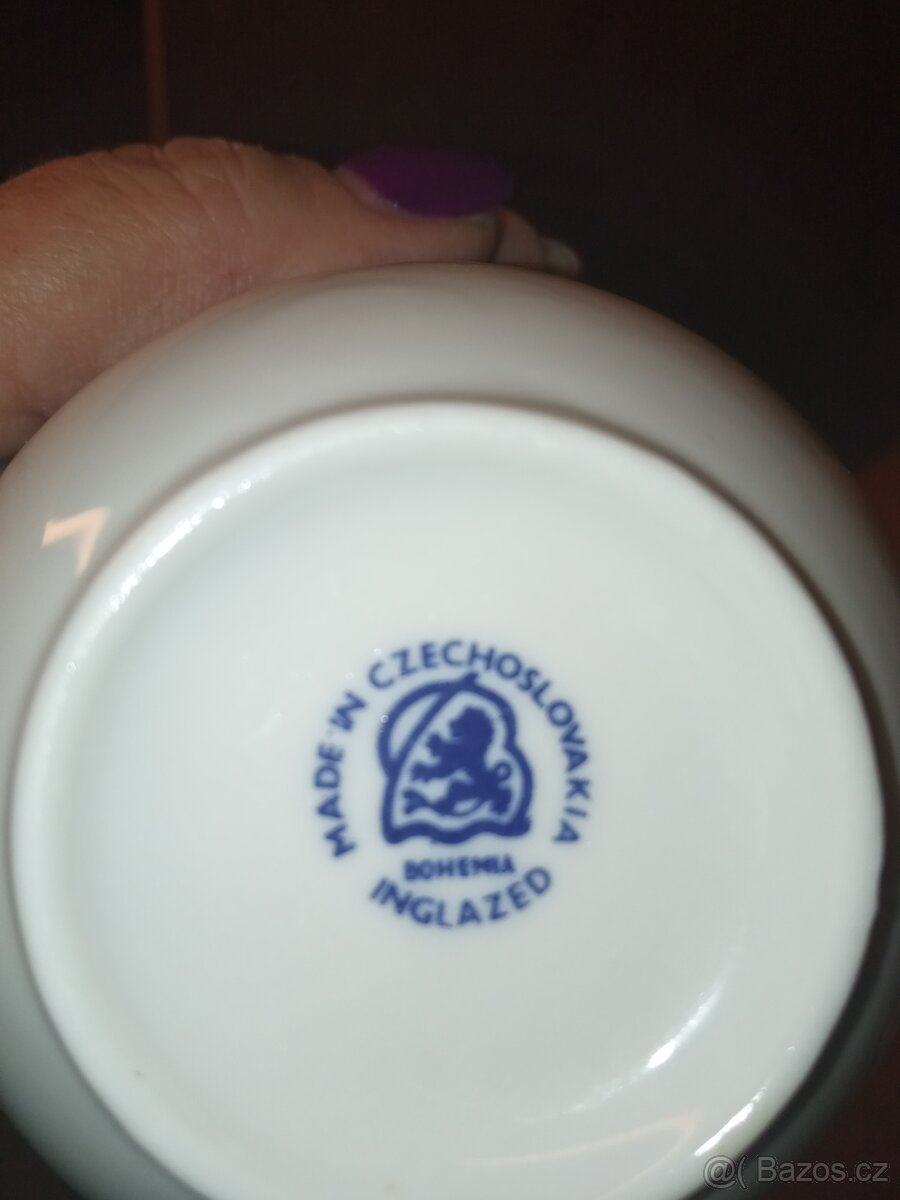 MADE IN CZECHOSLOVAKIA
BOHEMIA
INGLAZED
@( Bazos.cz